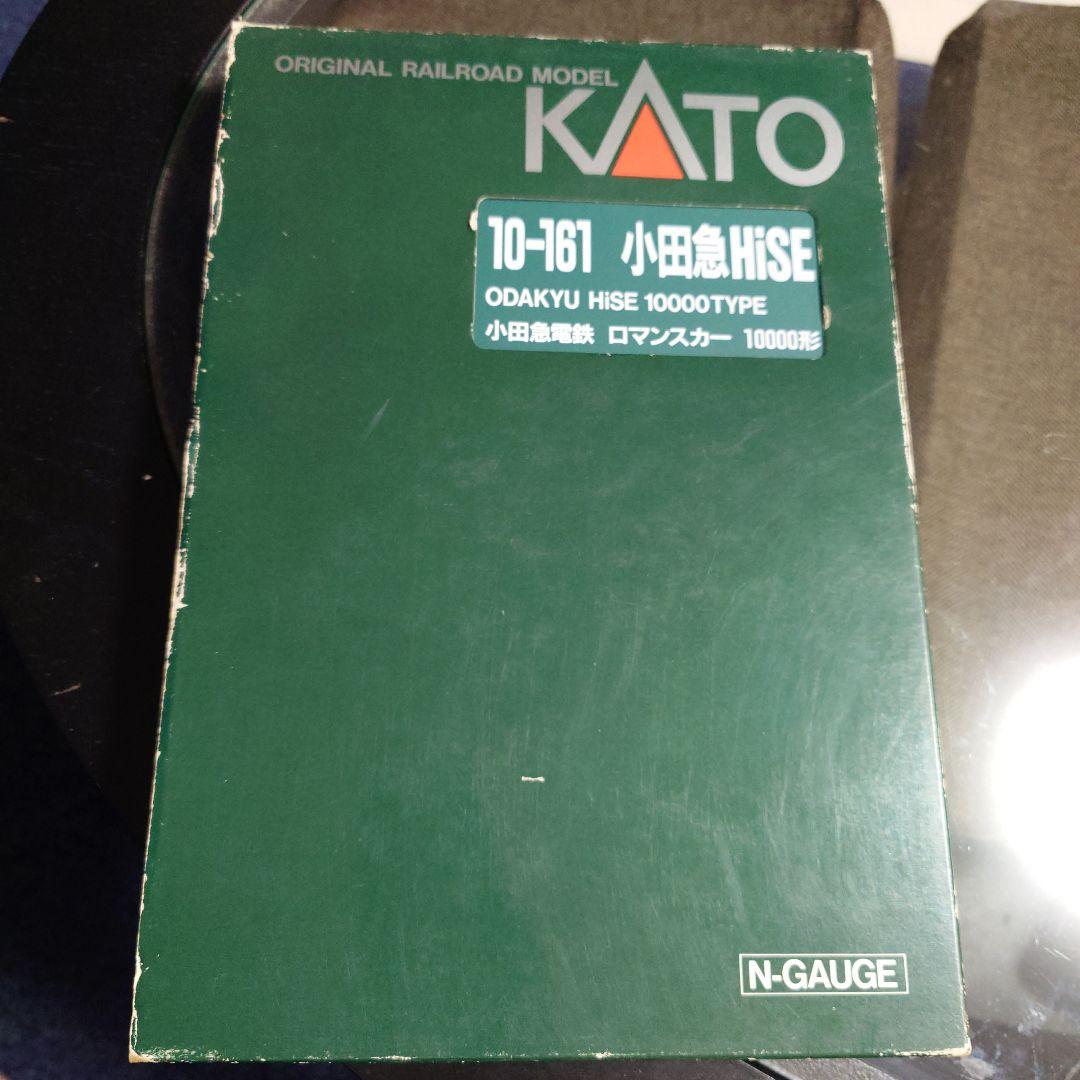 ORIGINAL RAILROAD MODEL
KATO
10-161 小田急HiSE
ODAKYU HiSE 10000TYPE
小田急電鉄 ロマンスカー 10000形
N-GAUGE